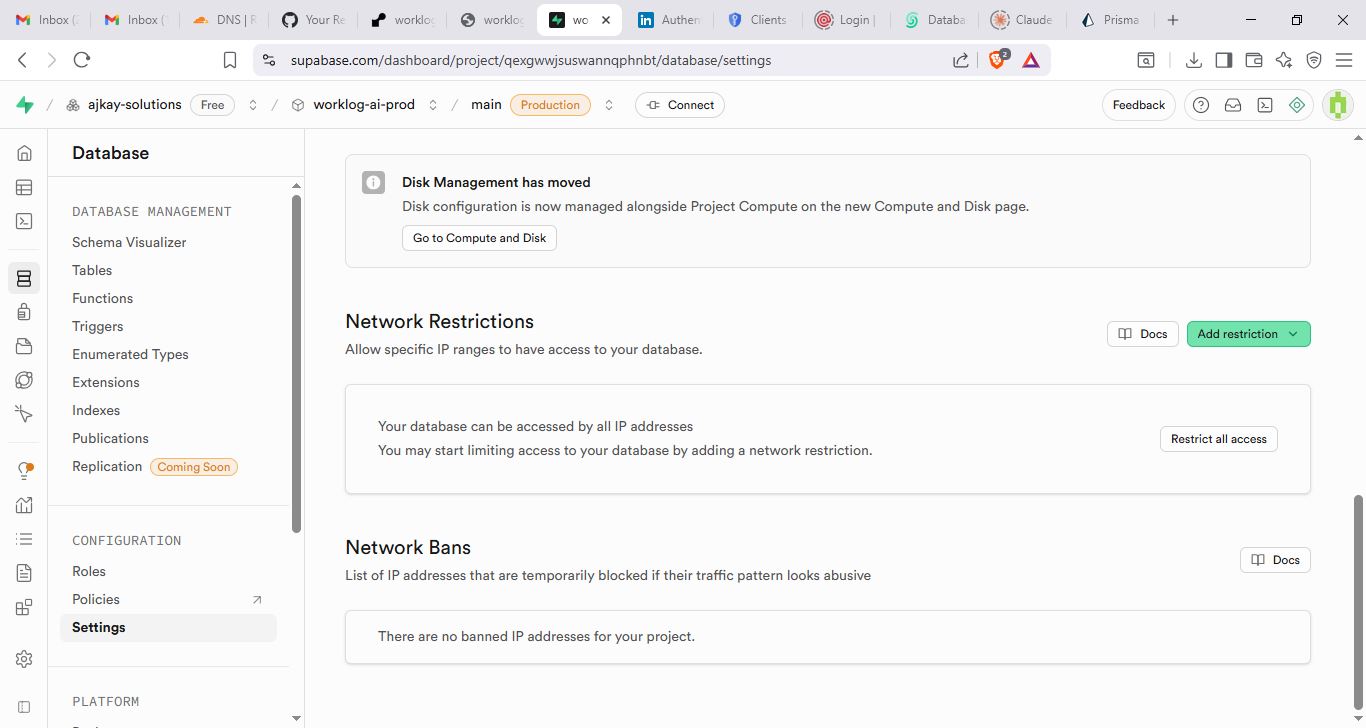 Inbox (2
Inbox (1
DNS | R
Your Re
worklog
worklog
wo
Authen
Clients
Login |
Databa
Claude
Prisma
supabase.com/dashboard/project/qexgwwjsuswannqphnbt/database/settings
2
/ ajkay-solutions Free / worklog-ai-prod / main Production Connect
Feedback
Database
DATABASE MANAGEMENT
Schema Visualizer
Tables
Functions
Triggers
Enumerated Types
Extensions
Indexes
Publications
Replication Coming Soon
CONFIGURATION
Roles
Policies
Settings
PLATFORM
Disk Management has moved
Disk configuration is now managed alongside Project Compute on the new Compute and Disk page.
Go to Compute and Disk
Network Restrictions
Allow specific IP ranges to have access to your database.
Docs
Add restriction
Your database can be accessed by all IP addresses
You may start limiting access to your database by adding a network restriction.
Restrict all access
Network Bans
List of IP addresses that are temporarily blocked if their traffic pattern looks abusive
Docs
There are no banned IP addresses for your project.